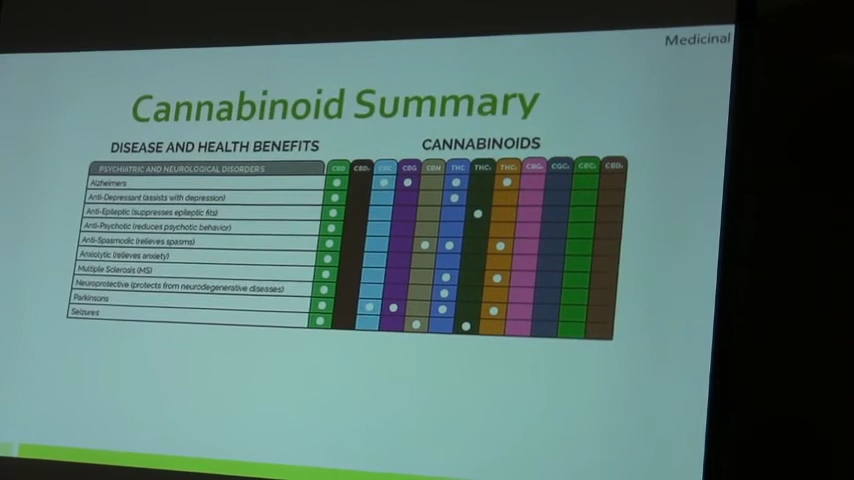 Medicinal
Cannabinoid Summary
DISEASE AND HEALTH BENEFITS CANNABINOIDS
PSYCHIATRIC AND NEUROLOGICAL DISORDERS CBD CBC CBG CBN THC
Alzheimers
Anti-Depressant (assists with depression)
Anti-Epileptic (suppresses epileptic fits)
Anti-Psychotic (reduces psychotic behavior)
Anti-Spasmodic (relieves spasms)
Anxiolytic (relieves anxiety)
Multiple Sclerosis (MS)
Neuroprotective (protects from neurodegenerative diseases)
Parkinsons
Seizures